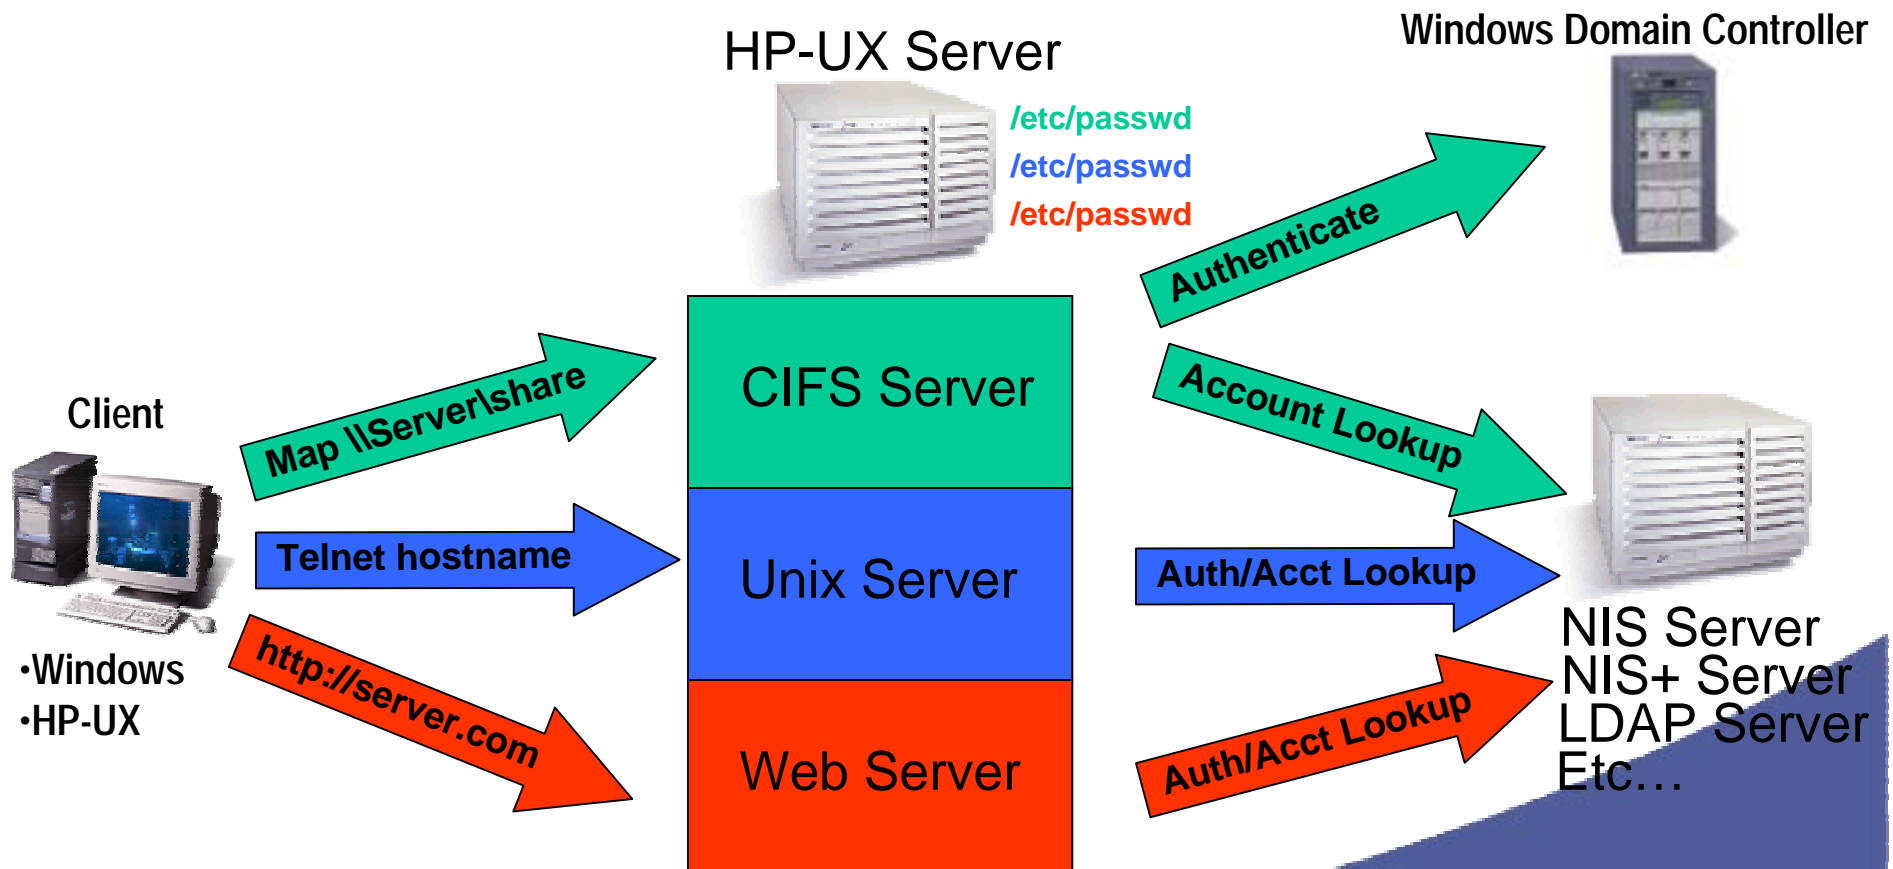 HP-UX Server
Windows Domain Controller
/etc/passwd
/etc/passwd
/etc/passwd
Authenticate
Client
Map \\Server\share
CIFS Server
Account Lookup
Telnet hostname
Unix Server
Auth/Acct Lookup
•Windows
•HP-UX
http://server.com
Web Server
Auth/Acct Lookup
NIS Server
NIS+ Server
LDAP Server
Etc…